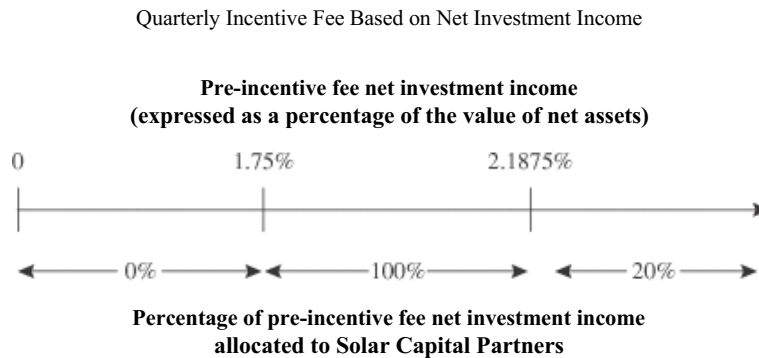 Quarterly Incentive Fee Based on Net Investment Income
Pre-incentive fee net investment income
(expressed as a percentage of the value of net assets)
0 1.75% 2.1875%
0% 100% 20%
Percentage of pre-incentive fee net investment income
allocated to Solar Capital Partners